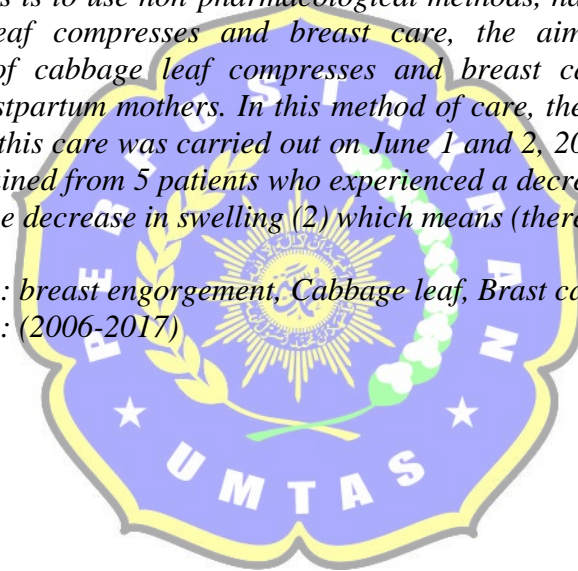 s is to use non pharmacological methods, na
eaf compresses and breast care, the aim
of cabbage leaf compresses and breast ca
stpartum mothers. In this method of care, the
this care was carried out on June 1 and 2, 20
ained from 5 patients who experienced a decre
e decrease in swelling (2) which means (there
: breast engorgement, Cabbage leaf, Brast ca
: (2006-2017)
PERPUSTAKAAN
UMTAS